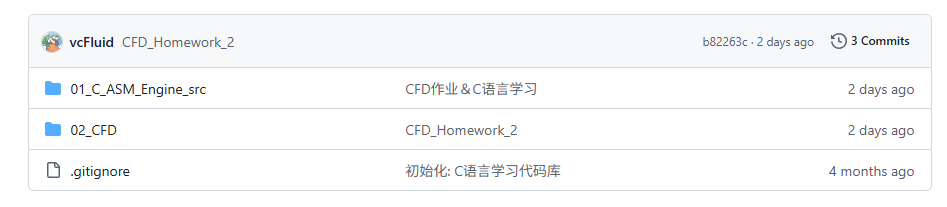 vcFluid CFD_Homework_2 b82263c · 2 days ago 3 Commits
01_C_ASM_Engine_src CFD作业＆C语言学习 2 days ago
02_CFD CFD_Homework_2 2 days ago
.gitignore 初始化: C语言学习代码库 4 months ago